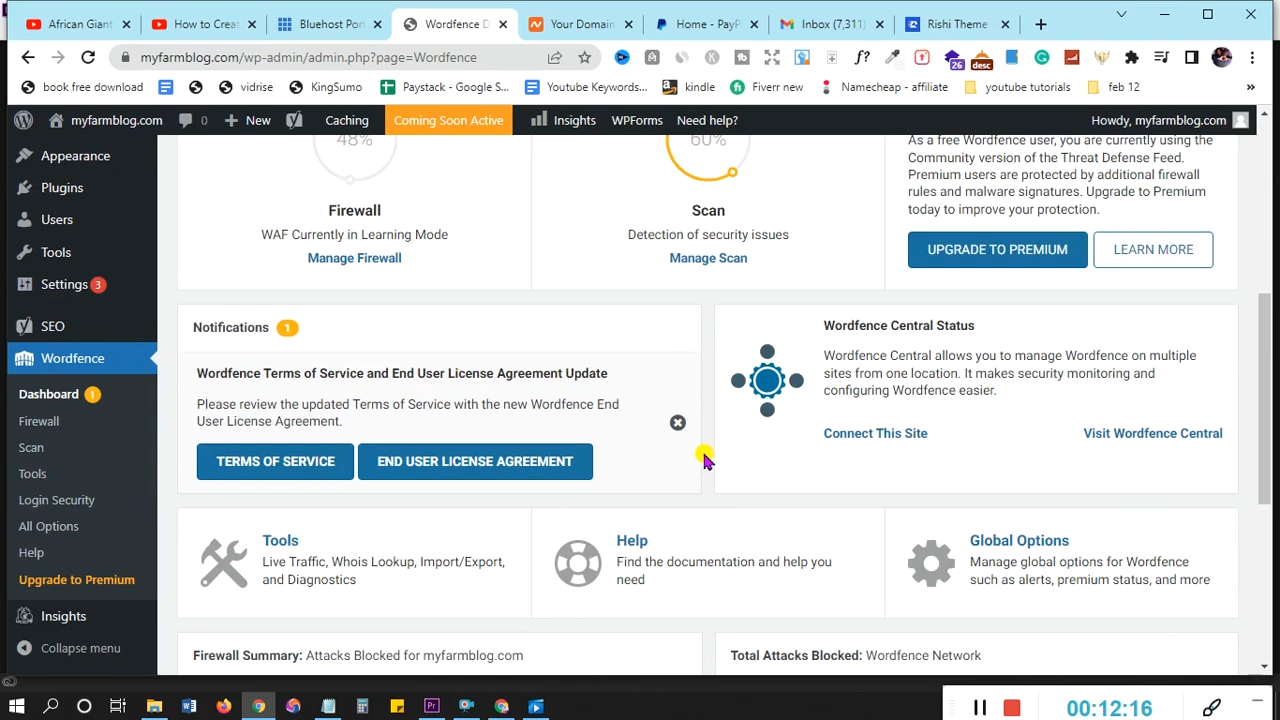 African Giant:
How to Creat
Bluehost Por
Wordfence D
Your Domain
Home - PayP
Inbox (7,311)
Rishi Theme
myfarmblog.com/wp-admin/admin.php?page=Wordfence
f?
26
desc
book free download
vidris
KingSumo
Paystack - Google S...
Youtube Keywords...
kindle
Fiverr new
Namecheap - affiliate
youtube tutorials
feb 12
myfarmblog.com
0
New
Caching
Coming Soon Active
Insights
WPForms
Need help?
Howdy, myfarmblog.com
Appearance
Plugins
Users
Tools
Settings 3
SEO
Wordfence
Dashboard 1
Firewall
Scan
Tools
Login Security
All Options
Help
Upgrade to Premium
Insights
Collapse menu
48%
Firewall
WAF Currently in Learning Mode
Manage Firewall
60%
Scan
Detection of security issues
Manage Scan
As a free Wordfence user, you are currently using the
Community version of the Threat Defense Feed.
Premium users are protected by additional firewall
rules and malware signatures. Upgrade to Premium
today to improve your protection.
UPGRADE TO PREMIUM
LEARN MORE
Notifications 1
Wordfence Terms of Service and End User License Agreement Update
Please review the updated Terms of Service with the new Wordfence End
User License Agreement.
TERMS OF SERVICE
END USER LICENSE AGREEMENT
Wordfence Central Status
Wordfence Central allows you to manage Wordfence on multiple
sites from one location. It makes security monitoring and
configuring Wordfence easier.
Connect This Site
Visit Wordfence Central
Tools
Live Traffic, Whois Lookup, Import/Export,
and Diagnostics
Help
Find the documentation and help you
need
Global Options
Manage global options for Wordfence
such as alerts, premium status, and more
Firewall Summary: Attacks Blocked for myfarmblog.com
Total Attacks Blocked: Wordfence Network
00:12:16